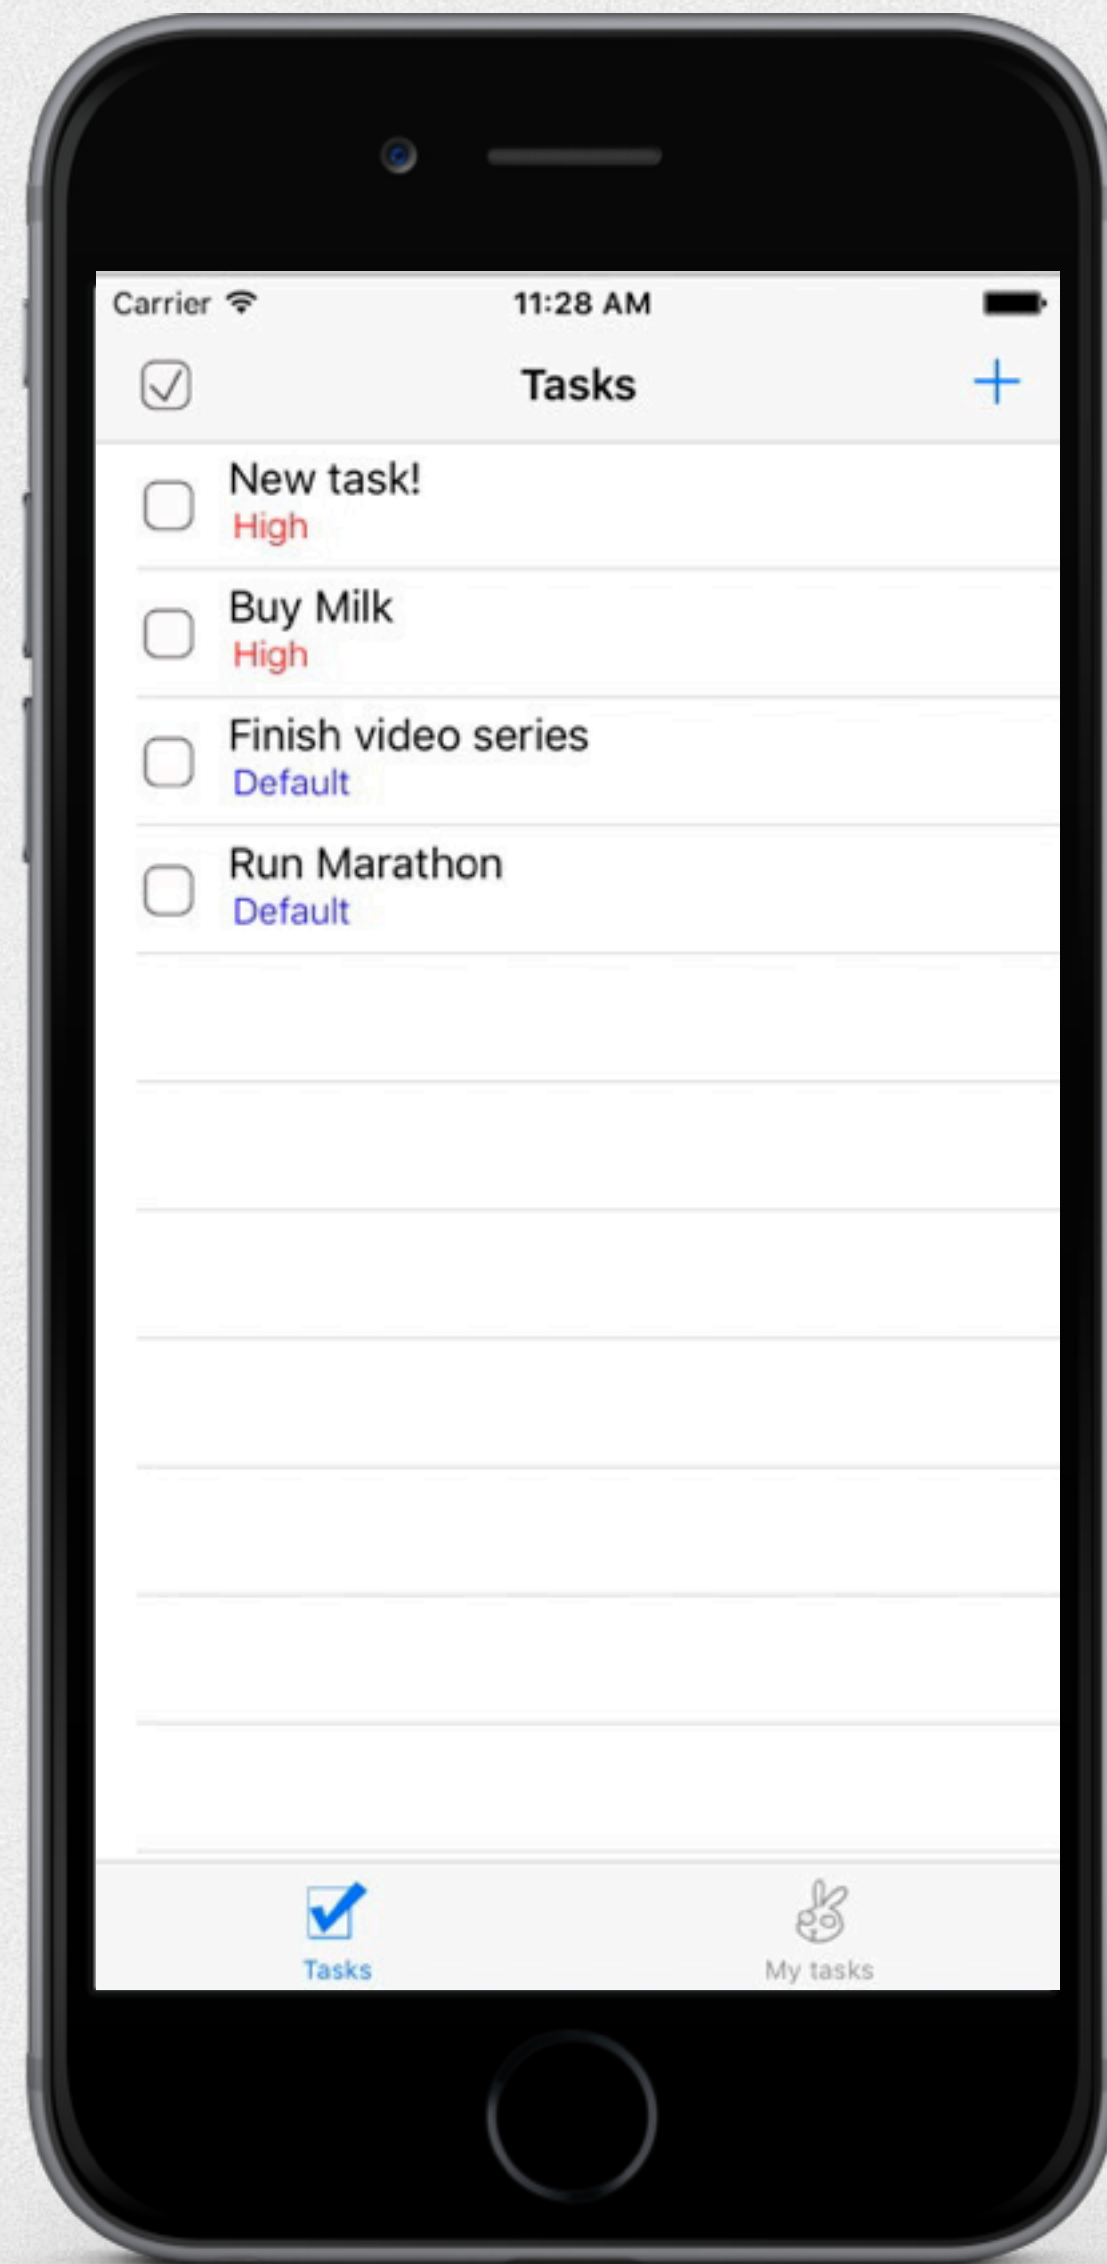 Carrier
11:28 AM
Tasks
New task!
High
Buy Milk
High
Finish video series
Default
Run Marathon
Default
Tasks
My tasks